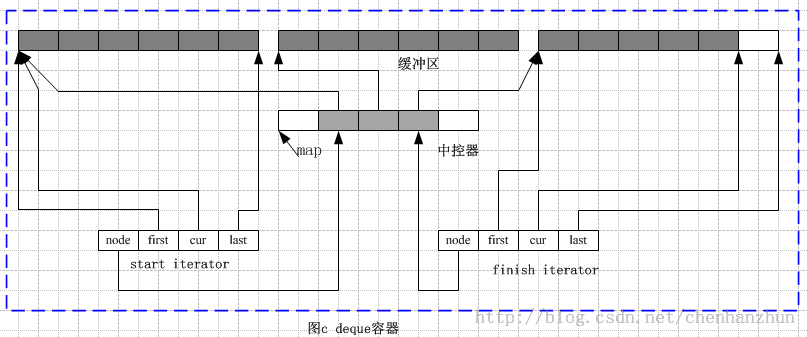 缓冲区
map
中控器
node first cur last
node first cur last
start iterator
finish iterator
http://blog.csdn.net/chenhanzhun
图c deque容器